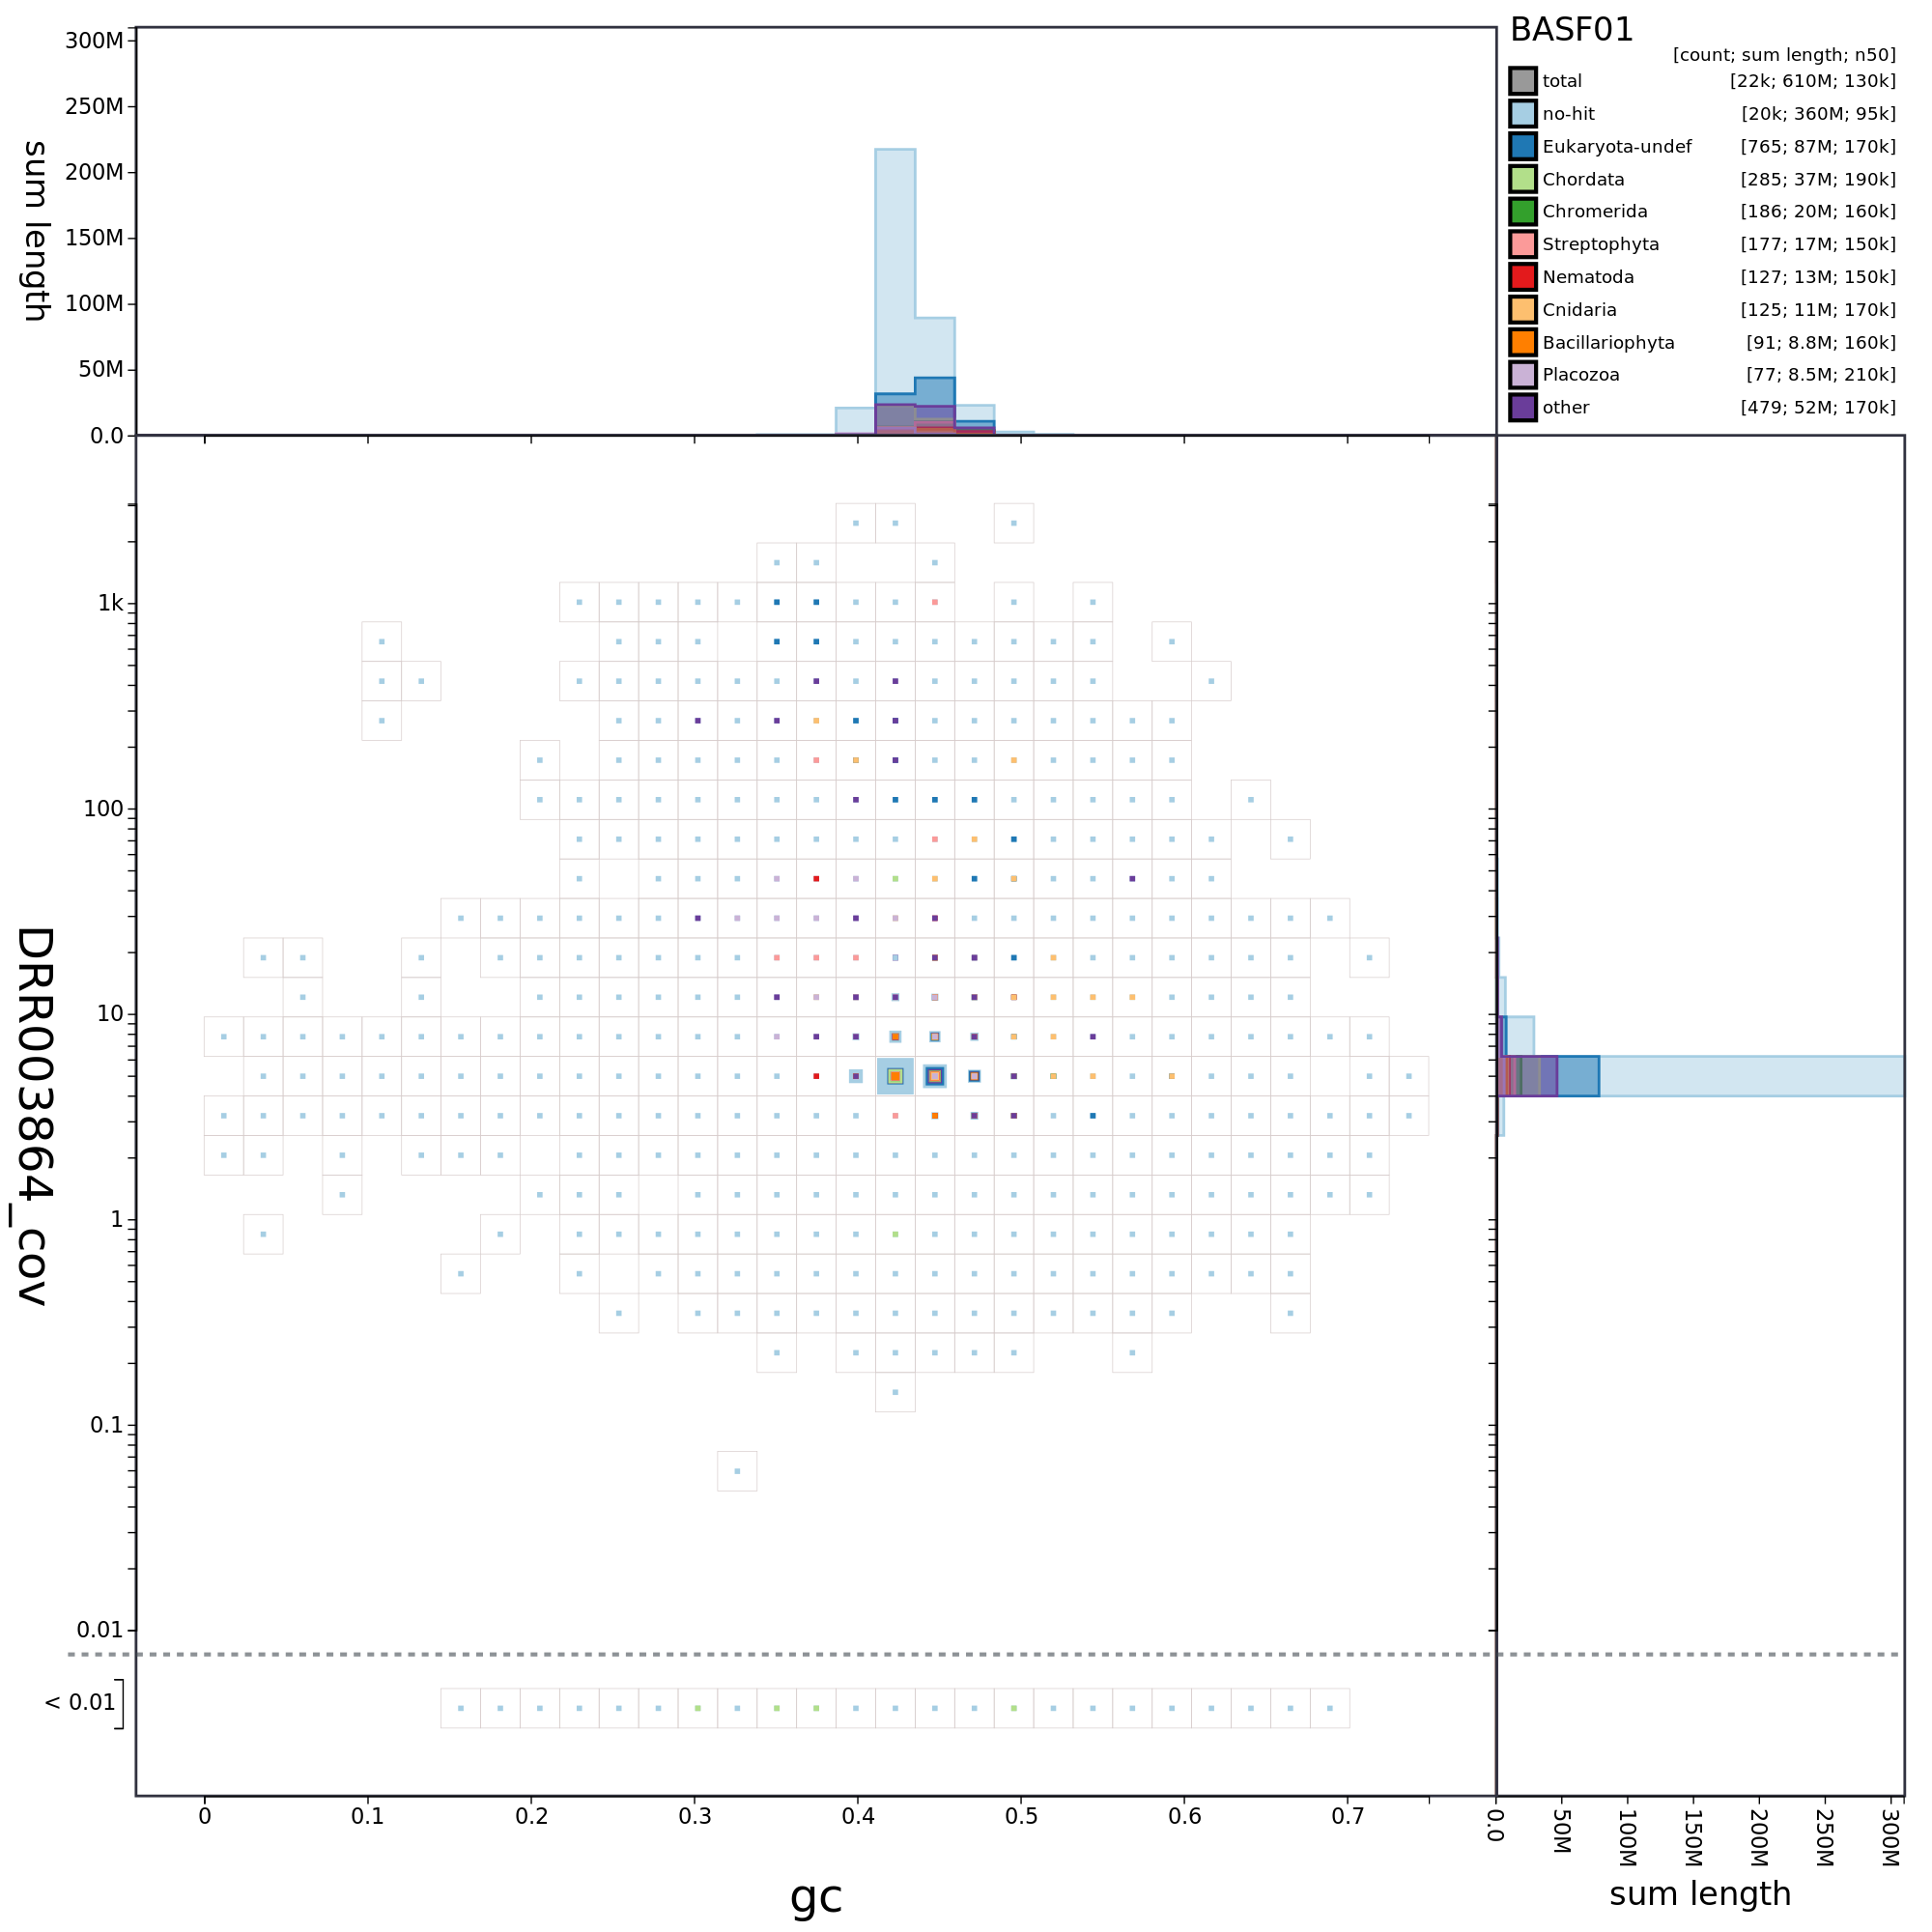 BASF01
[count; sum length; n50]
total [22k; 610M; 130k]
no-hit [20k; 360M; 95k]
Eukaryota-undef [765; 87M; 170k]
Chordata [285; 37M; 190k]
Chromerida [186; 20M; 160k]
Streptophyta [177; 17M; 150k]
Nematoda [127; 13M; 150k]
Cnidaria [125; 11M; 170k]
Bacillariophyta [91; 8.8M; 160k]
Placozoa [77; 8.5M; 210k]
other [479; 52M; 170k]
sum length
300M
250M
200M
150M
100M
50M
0.0
DRR003864_cov
1k
100
10
1
0.1
0.01
< 0.01
0 0.1 0.2 0.3 0.4 0.5 0.6 0.7
gc
0.0 50M 100M 150M 200M 250M 300M
sum length